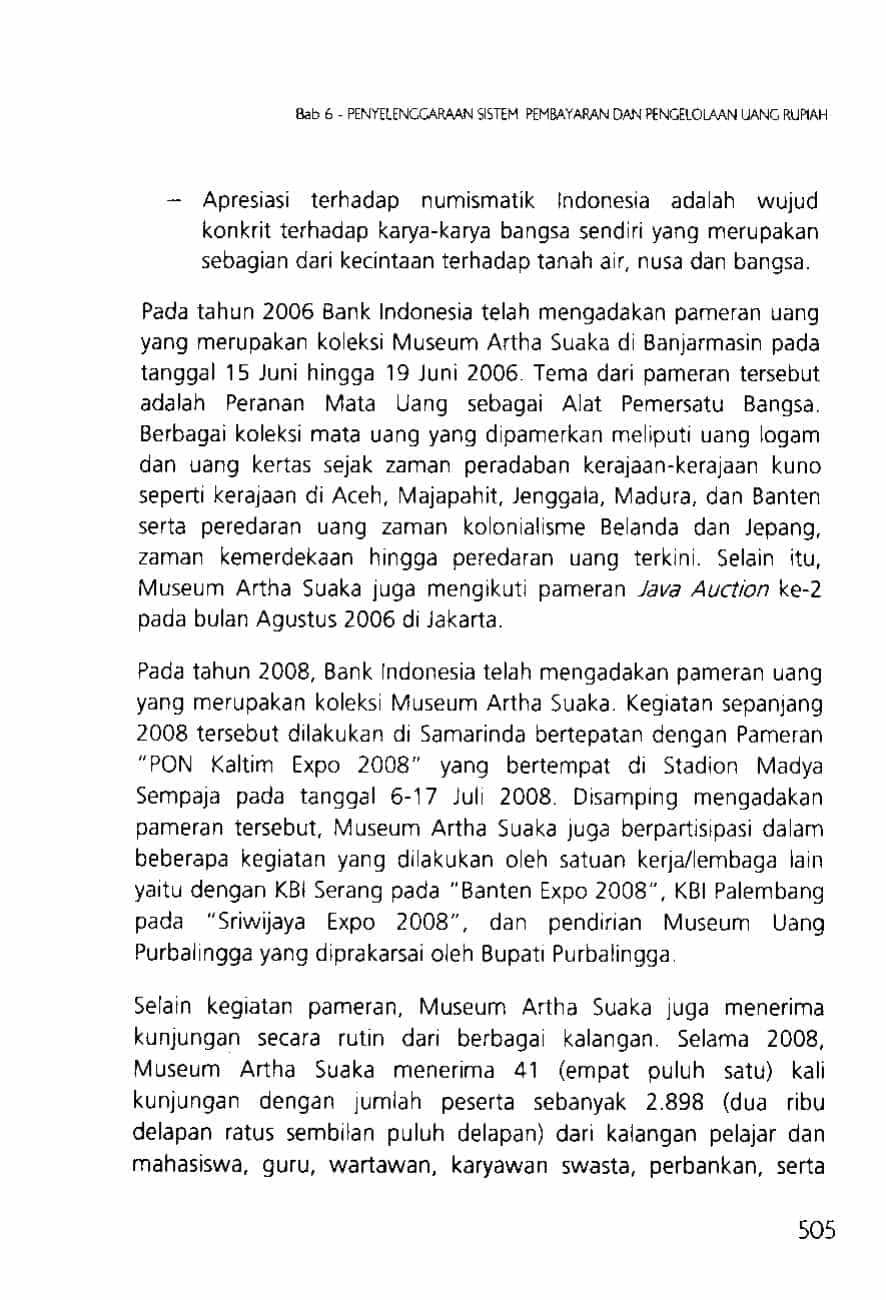 Bab 6 - PENYELENGGARAAN SISTEM PEMBAYARAN DAN PENGELOLAAN UANG RUPIAH
– Apresiasi terhadap numismatik Indonesia adalah wujud
konkrit terhadap karya-karya bangsa sendiri yang merupakan
sebagian dari kecintaan terhadap tanah air, nusa dan bangsa.
Pada tahun 2006 Bank Indonesia telah mengadakan pameran uang
yang merupakan koleksi Museum Artha Suaka di Banjarmasin pada
tanggal 15 Juni hingga 19 Juni 2006. Tema dari pameran tersebut
adalah Peranan Mata Uang sebagai Alat Pemersatu Bangsa.
Berbagai koleksi mata uang yang dipamerkan meliputi uang logam
dan uang kertas sejak zaman peradaban kerajaan-kerajaan kuno
seperti kerajaan di Aceh, Majapahit, Jenggala, Madura, dan Banten
serta peredaran uang zaman kolonialisme Belanda dan Jepang,
zaman kemerdekaan hingga peredaran uang terkini. Selain itu,
Museum Artha Suaka juga mengikuti pameran Java Auction ke-2
pada bulan Agustus 2006 di Jakarta.
Pada tahun 2008, Bank Indonesia telah mengadakan pameran uang
yang merupakan koleksi Museum Artha Suaka. Kegiatan sepanjang
2008 tersebut dilakukan di Samarinda bertepatan dengan Pameran
"PON Kaltim Expo 2008" yang bertempat di Stadion Madya
Sempaja pada tanggal 6-17 Juli 2008. Disamping mengadakan
pameran tersebut, Museum Artha Suaka juga berpartisipasi dalam
beberapa kegiatan yang dilakukan oleh satuan kerja/lembaga lain
yaitu dengan KBI Serang pada "Banten Expo 2008", KBI Palembang
pada "Sriwijaya Expo 2008", dan pendirian Museum Uang
Purbalingga yang diprakarsai oleh Bupati Purbalingga.
Selain kegiatan pameran, Museum Artha Suaka juga menerima
kunjungan secara rutin dari berbagai kalangan. Selama 2008,
Museum Artha Suaka menerima 41 (empat puluh satu) kali
kunjungan dengan jumlah peserta sebanyak 2.898 (dua ribu
delapan ratus sembilan puluh delapan) dari kalangan pelajar dan
mahasiswa, guru, wartawan, karyawan swasta, perbankan, serta
505